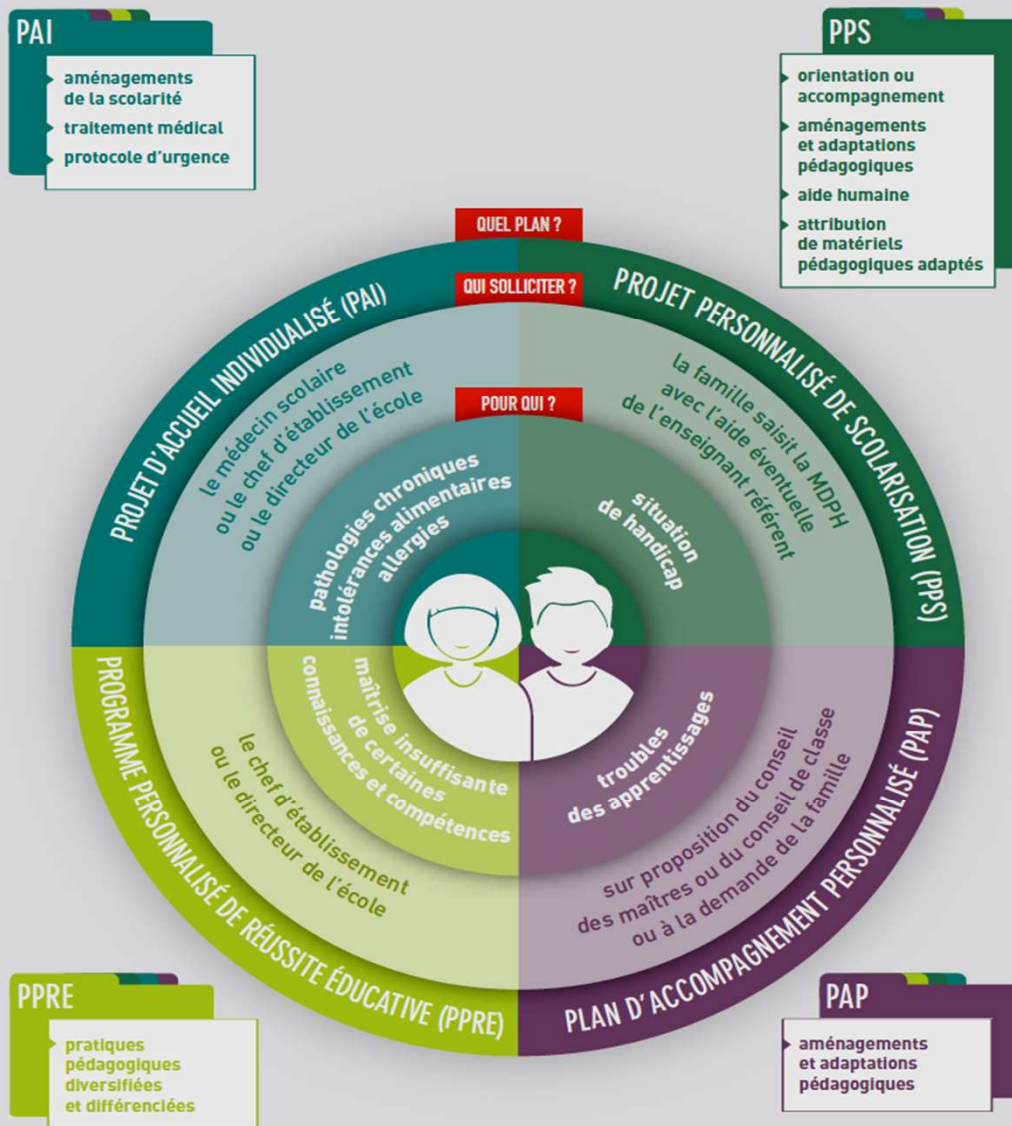 PAI
aménagements
de la scolarité
traitement médical
protocole d'urgence
PPS
orientation ou
accompagnement
aménagements
et adaptations
pédagogiques
aide humaine
attribution
de matériels
pédagogiques adaptés
QUEL PLAN ?
QUI SOLLICITER ?
POUR QUI ?
PROJET D'ACCUEIL INDIVIDUALISÉ (PAI)
le médecin scolaire
ou le chef d'établissement
ou le directeur de l'école
pathologies chroniques
intolérances alimentaires
allergies
PROJET PERSONNALISÉ DE SCOLARISATION (PPS)
la famille saisit la MDPH
avec l'aide éventuelle
de l'enseignant référent
situation
de handicap
PROGRAMME PERSONNALISÉ DE RÉUSSITE ÉDUCATIVE (PPRE)
le chef d'établissement
ou le directeur de l'école
maîtrise insuffisante
de certaines
connaissances et compétences
PLAN D'ACCOMPAGNEMENT PERSONNALISÉ (PAP)
sur proposition du conseil
des maîtres ou du conseil de classe
ou à la demande de la famille
troubles
des apprentissages
PPRE
pratiques
pédagogiques
diversifiées
et différenciées
PAP
aménagements
et adaptations
pédagogiques